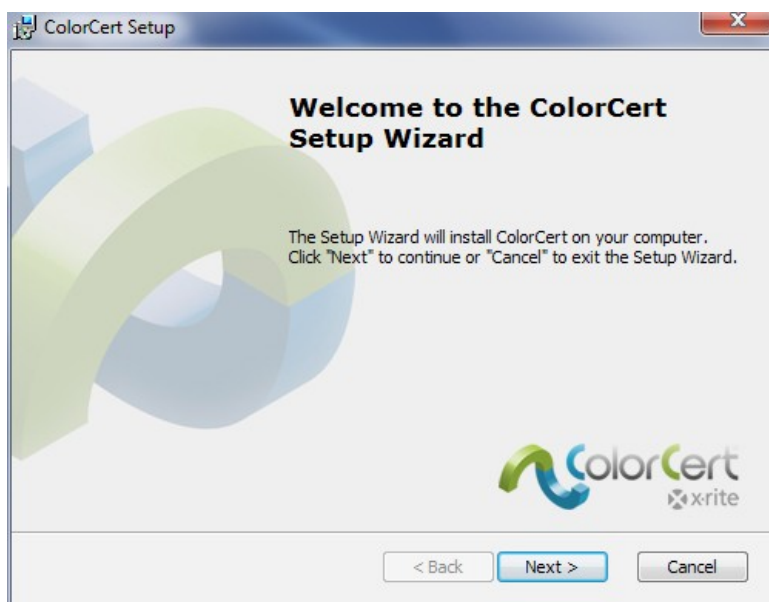 ColorCert Setup
Welcome to the ColorCert
Setup Wizard
The Setup Wizard will install ColorCert on your computer.
Click "Next" to continue or "Cancel" to exit the Setup Wizard.
ColorCert
x·rite
< Back
Next >
Cancel